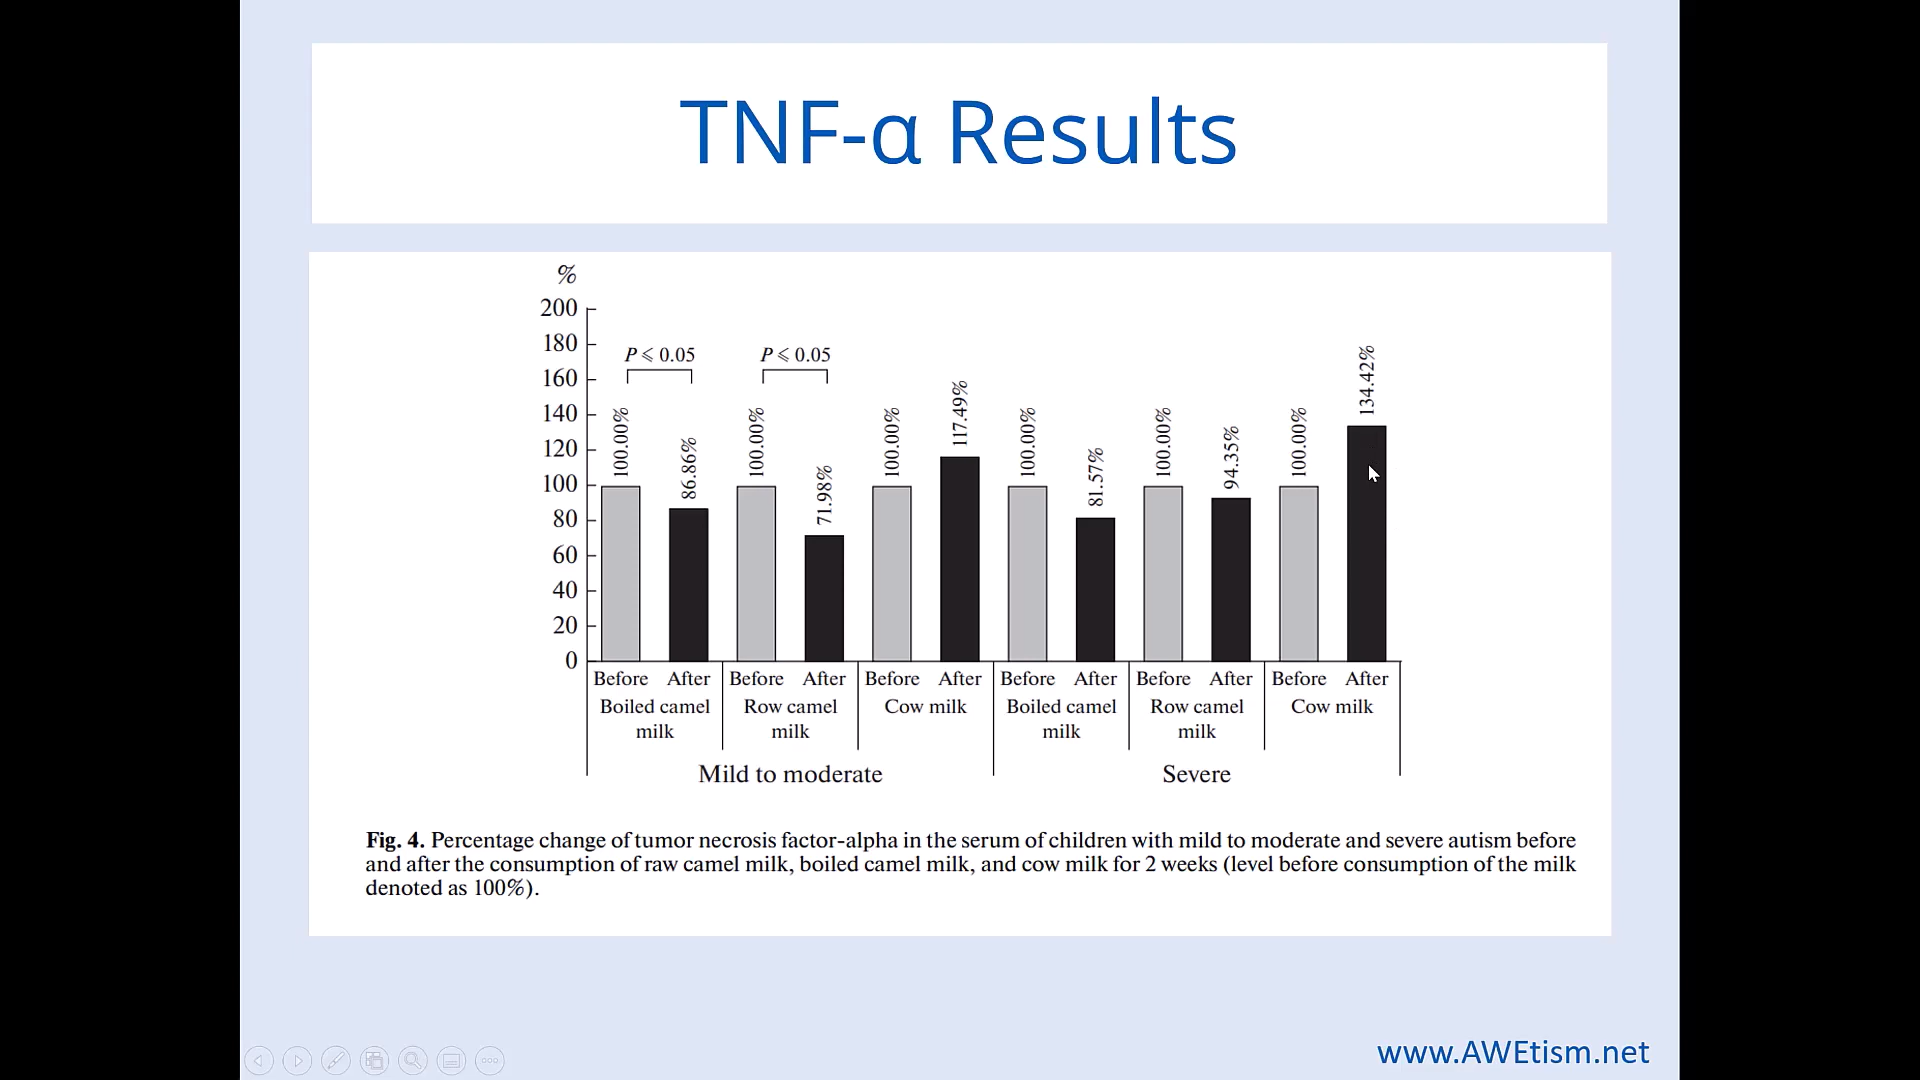 TNF-α Results
%
200
180
160
140
120
100
80
60
40
20
0
P ⩽ 0.05
P ⩽ 0.05
100.00%
86.86%
100.00%
71.98%
100.00%
117.49%
100.00%
81.57%
100.00%
94.35%
100.00%
134.42%
Before After Before After Before After Before After Before After Before After
Boiled camel Row camel Cow milk Boiled camel Row camel Cow milk
milk milk milk milk
Mild to moderate Severe
Fig. 4. Percentage change of tumor necrosis factor-alpha in the serum of children with mild to moderate and severe autism before
and after the consumption of raw camel milk, boiled camel milk, and cow milk for 2 weeks (level before consumption of the milk
denoted as 100%).
www.AWEtism.net